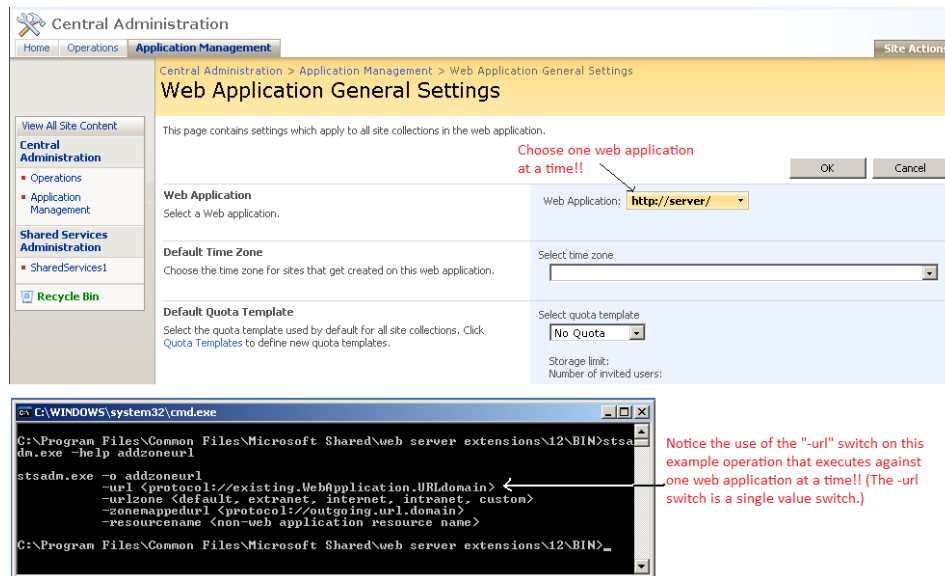 Central Administration
Home Operations Application Management
Site Actions
Central Administration > Application Management > Web Application General Settings
Web Application General Settings
View All Site Content
Central
Administration
Operations
Application
Management
Shared Services
Administration
SharedServices1
Recycle Bin
This page contains settings which apply to all site collections in the web application.
Choose one web application
at a time!!
OK Cancel
Web Application
Select a Web application.
Web Application: http://server/
Default Time Zone
Choose the time zone for sites that get created on this web application.
Select time zone
Default Quota Template
Select the quota template used by default for all site collections. Click
Quota Templates to define new quota templates.
Select quota template
No Quota
Storage limit:
Number of invited users:
C:\WINDOWS\system32\cmd.exe
C:\Program Files\Common Files\Microsoft Shared\web server extensions\12\BIN>stsa
dm.exe -help addzoneurl
stsadm.exe -o addzoneurl
-url <protocol://existing.WebApplication.URLdomain>
-urlzone <default, extranet, internet, intranet, custom>
-zonemappedurl <protocol://outgoing.url.domain>
-resourcename <non-web application resource name>
C:\Program Files\Common Files\Microsoft Shared\web server extensions\12\BIN>_
Notice the use of the "-url" switch on this
example operation that executes against
one web application at a time!! (The -url
switch is a single value switch.)